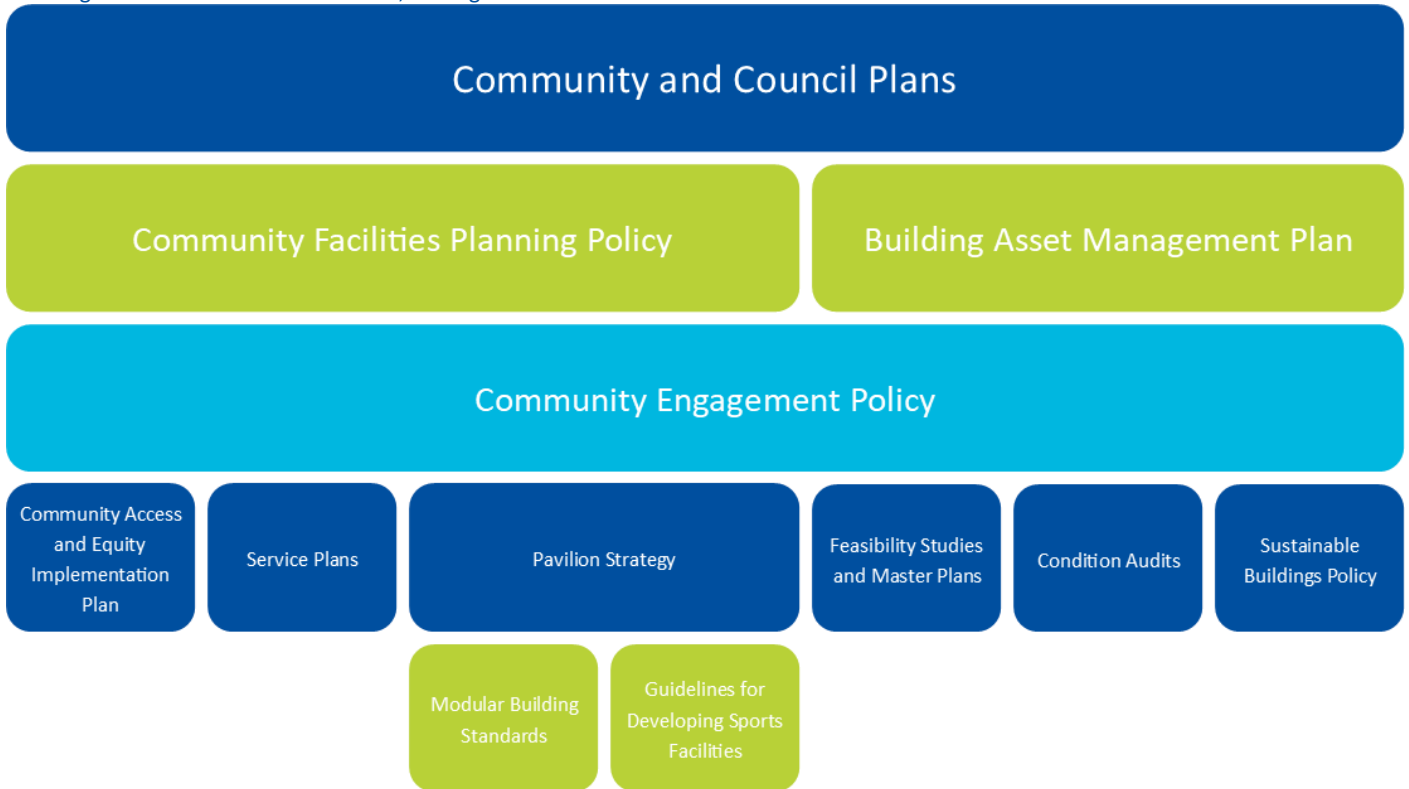 Community and Council Plans
Community Facilities Planning Policy
Building Asset Management Plan
Community Engagement Policy
Community Access
and Equity
Implementation
Plan
Service Plans
Pavilion Strategy
Feasibility Studies
and Master Plans
Condition Audits
Sustainable
Buildings Policy
Modular Building
Standards
Guidelines for
Developing Sports
Facilities